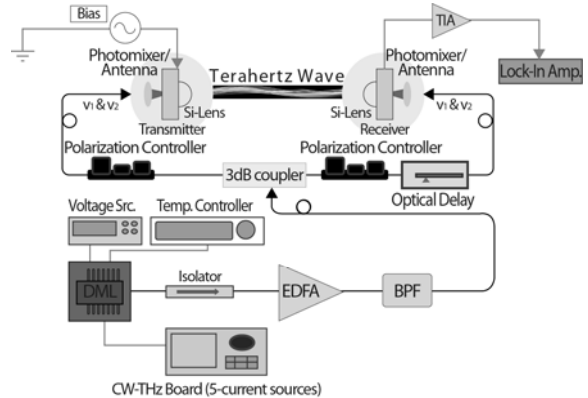 Bias
TIA
Photomixer/
Antenna
Terahertz Wave
Photomixer/
Antenna
Lock-In Amp.
ν₁ & ν₂
Si-Lens
Si-Lens
ν₁ & ν₂
Transmitter
Receiver
Polarization Controller
Polarization Controller
3dB coupler
Optical Delay
Voltage Src.
Temp. Controller
Isolator
DML
EDFA
BPF
CW-THz Board (5-current sources)